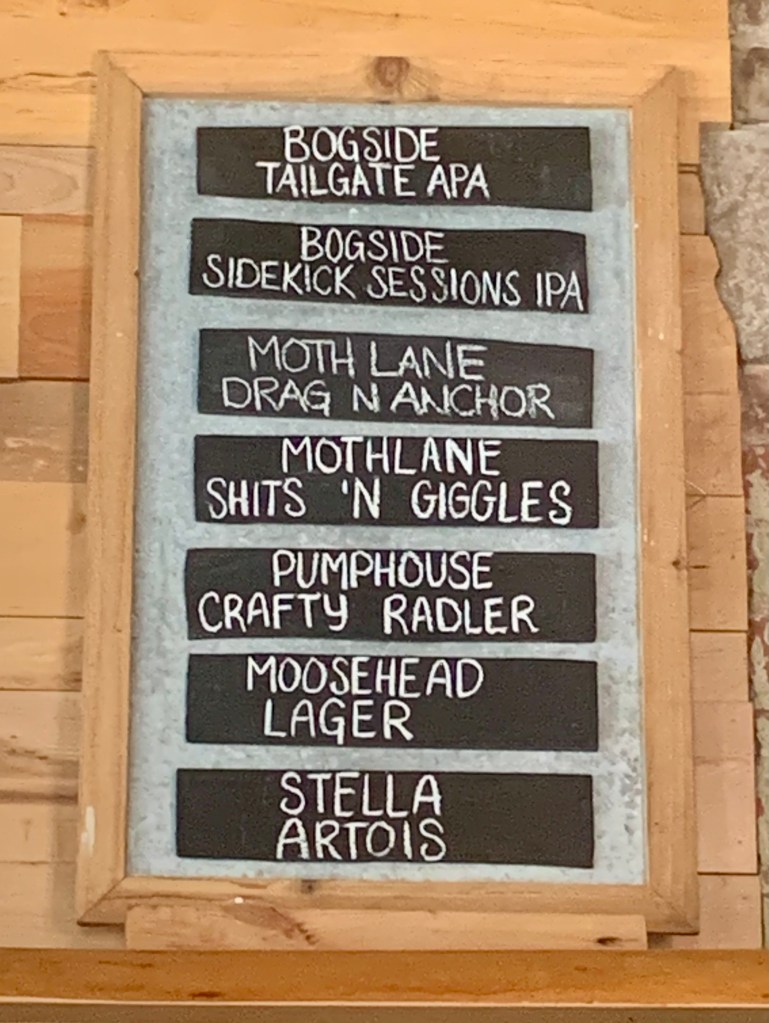 BOGSIDE
TAILGATE APA
BOGSIDE
SIDEKICK SESSIONS IPA
MOTH LANE
DRAG N ANCHOR
MOTHLANE
SHITS 'N GIGGLES
PUMPHOUSE
CRAFTY RADLER
MOOSEHEAD
LAGER
STELLA
ARTOIS